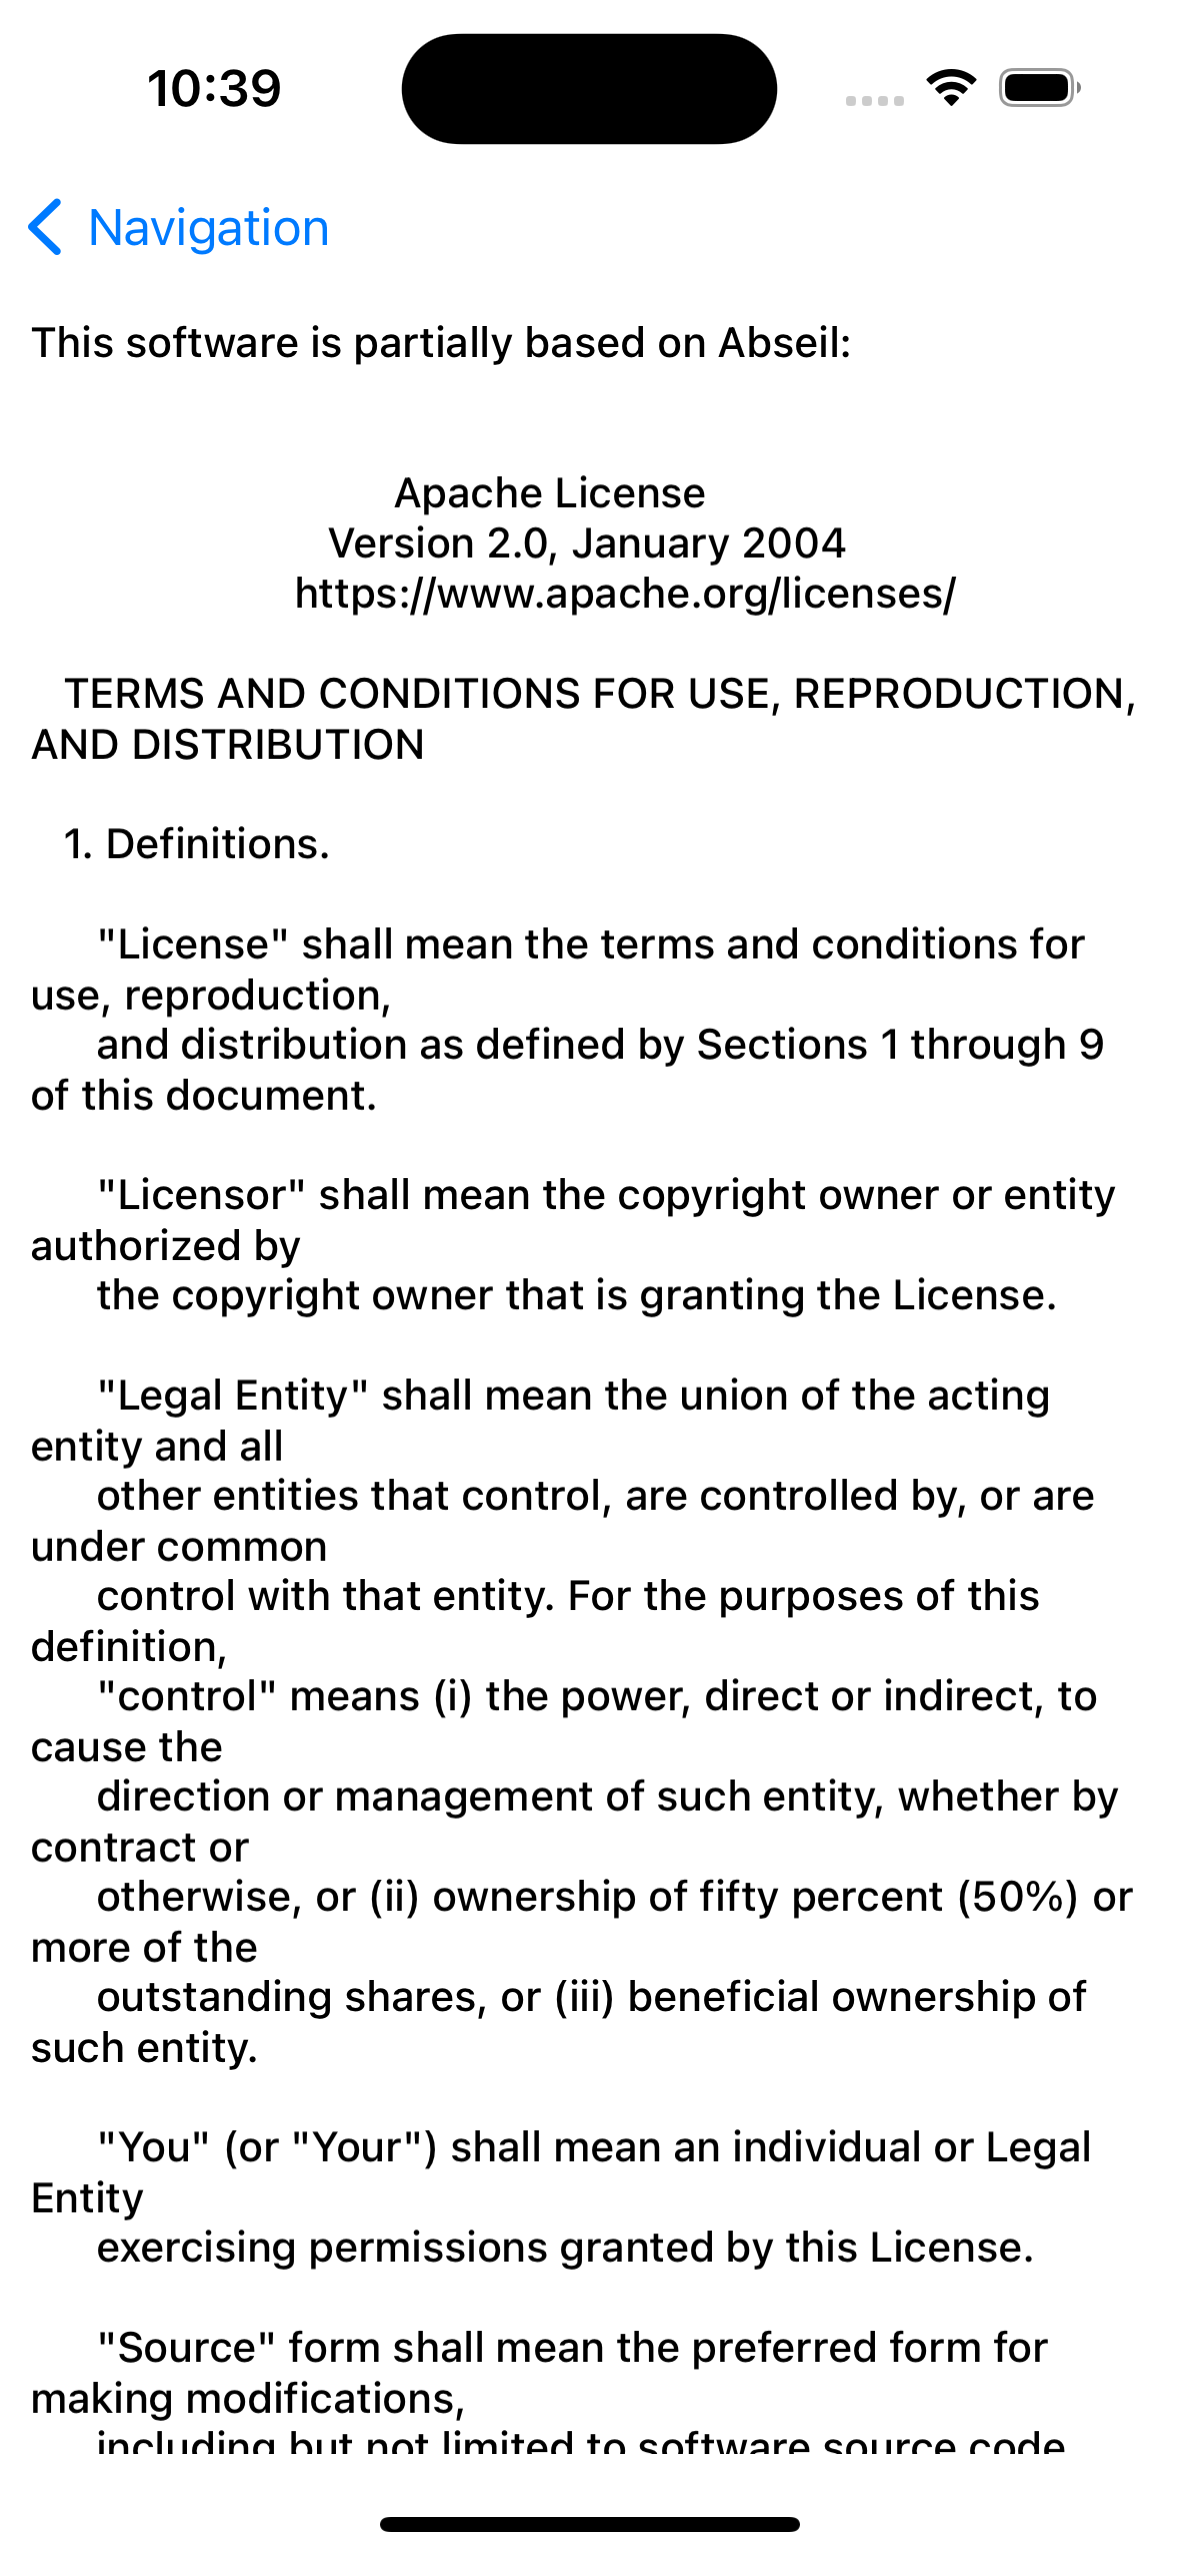 10:39
Navigation
This software is partially based on Abseil:
Apache License
Version 2.0, January 2004
https://www.apache.org/licenses/
TERMS AND CONDITIONS FOR USE, REPRODUCTION,
AND DISTRIBUTION
1. Definitions.
"License" shall mean the terms and conditions for
use, reproduction,
and distribution as defined by Sections 1 through 9
of this document.
"Licensor" shall mean the copyright owner or entity
authorized by
the copyright owner that is granting the License.
"Legal Entity" shall mean the union of the acting
entity and all
other entities that control, are controlled by, or are
under common
control with that entity. For the purposes of this
definition,
"control" means (i) the power, direct or indirect, to
cause the
direction or management of such entity, whether by
contract or
otherwise, or (ii) ownership of fifty percent (50%) or
more of the
outstanding shares, or (iii) beneficial ownership of
such entity.
"You" (or "Your") shall mean an individual or Legal
Entity
exercising permissions granted by this License.
"Source" form shall mean the preferred form for
making modifications,
including but not limited to software source code